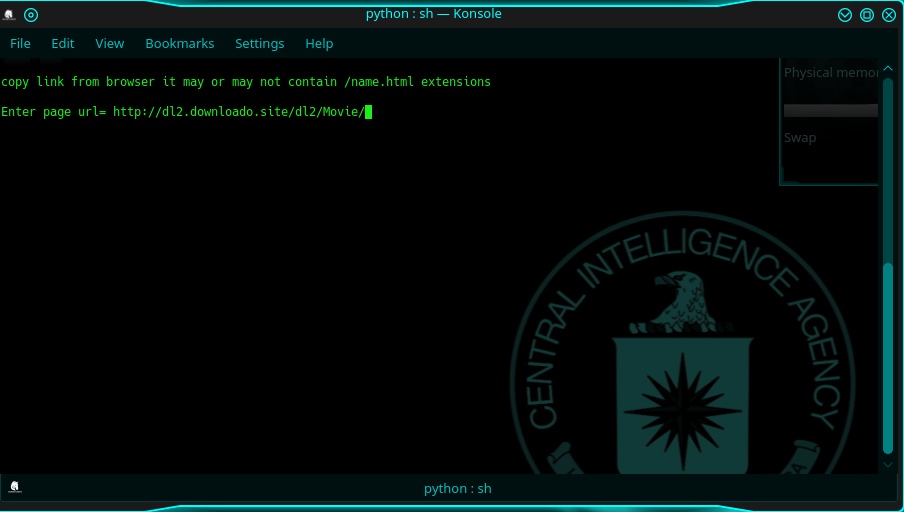 python : sh — Konsole
File Edit View Bookmarks Settings Help
copy link from browser it may or may not contain /name.html extensions
Enter page url= http://dl2.downloado.site/dl2/Movie/
Physical memor
Swap
CENTRAL INTELLIGENCE AGENCY
python : sh